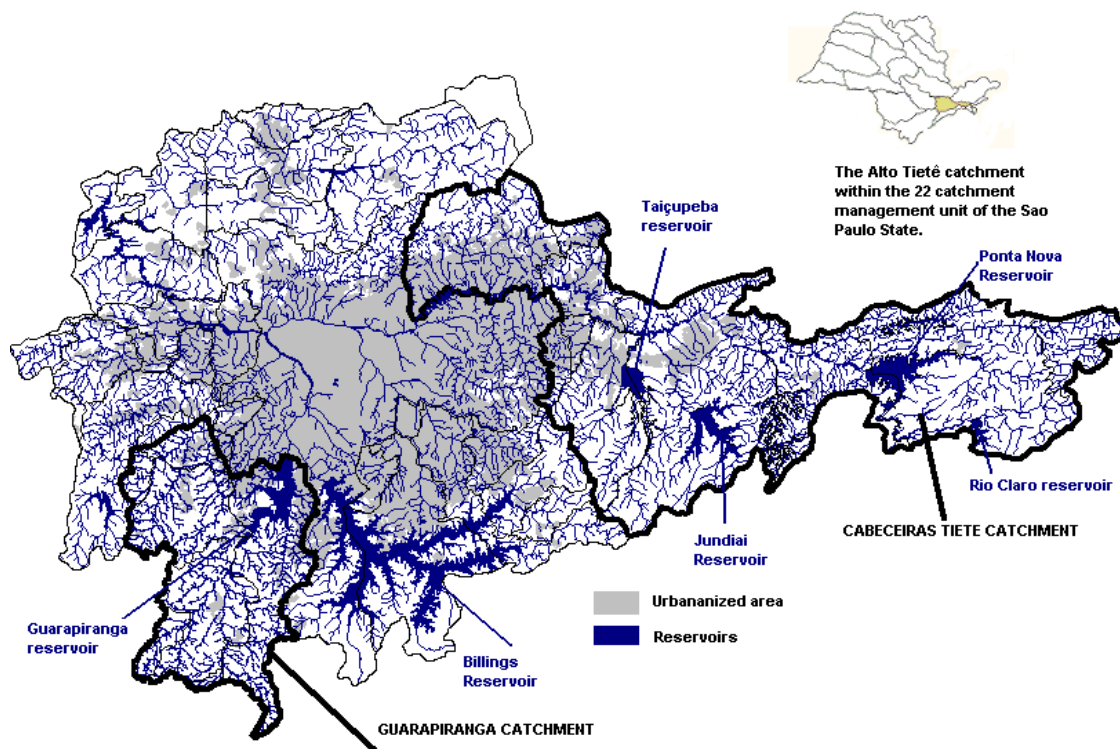 The Alto Tietê catchment
within the 22 catchment
management unit of the Sao
Paulo State.
Taiçupeba
reservoir
Ponta Nova
Reservoir
Rio Claro reservoir
CABECEIRAS TIETE CATCHMENT
Jundiai
Reservoir
Urbananized area
Reservoirs
Guarapiranga
reservoir
Billings
Reservoir
GUARAPIRANGA CATCHMENT